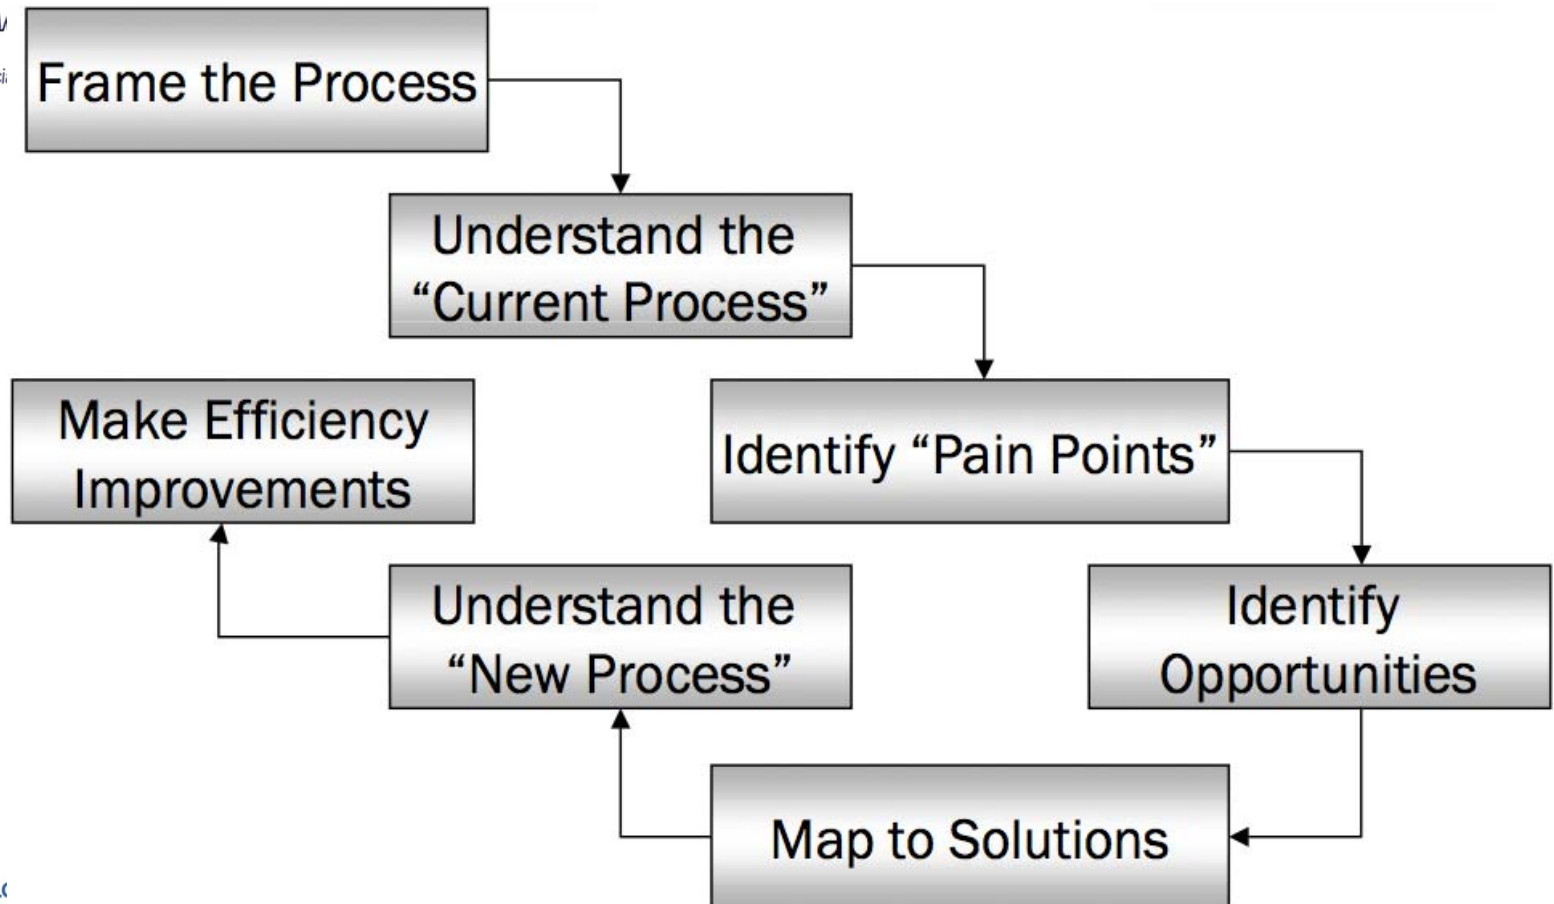 Frame the Process
Understand the
“Current Process”
Identify “Pain Points”
Identify
Opportunities
Map to Solutions
Understand the
“New Process”
Make Efficiency
Improvements